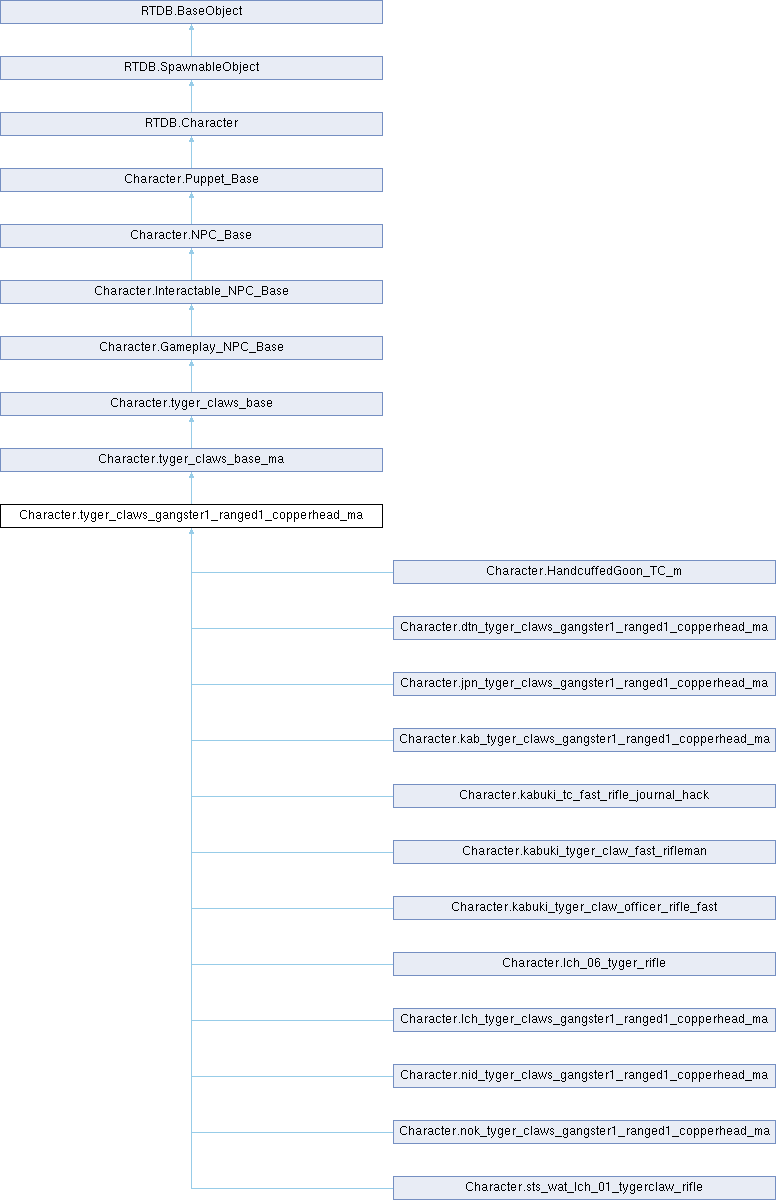 RTDB.BaseObject
RTDB.SpawnableObject
RTDB.Character
Character.Puppet_Base
Character.NPC_Base
Character.Interactable_NPC_Base
Character.Gameplay_NPC_Base
Character.tyger_claws_base
Character.tyger_claws_base_ma
Character.tyger_claws_gangster1_ranged1_copperhead_ma
Character.HandcuffedGoon_TC_m
Character.dtn_tyger_claws_gangster1_ranged1_copperhead_ma
Character.jpn_tyger_claws_gangster1_ranged1_copperhead_ma
Character.kab_tyger_claws_gangster1_ranged1_copperhead_ma
Character.kabuki_tc_fast_rifle_journal_hack
Character.kabuki_tyger_claw_fast_rifleman
Character.kabuki_tyger_claw_officer_rifle_fast
Character.lch_06_tyger_rifle
Character.lch_tyger_claws_gangster1_ranged1_copperhead_ma
Character.nid_tyger_claws_gangster1_ranged1_copperhead_ma
Character.nok_tyger_claws_gangster1_ranged1_copperhead_ma
Character.sts_wat_lch_01_tygerclaw_rifle